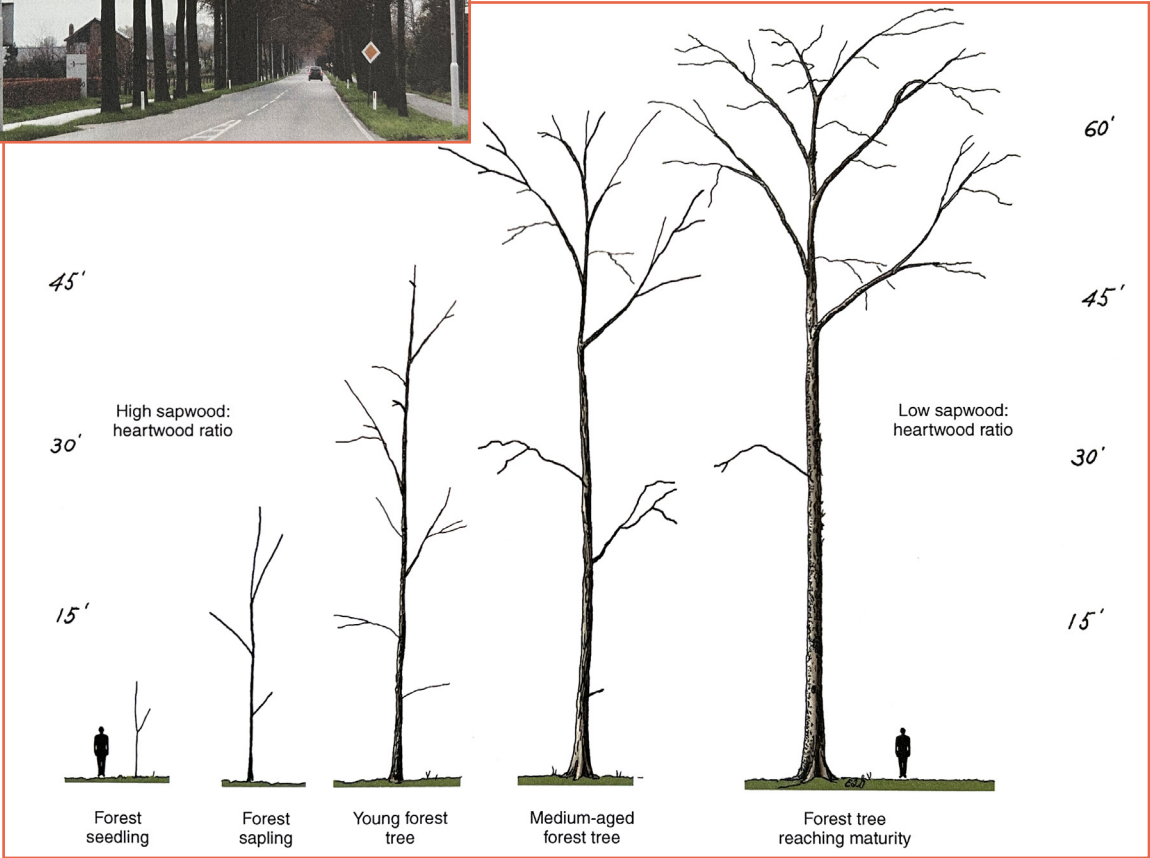 60'
45'
45'
High sapwood:
heartwood ratio
Low sapwood:
heartwood ratio
30'
30'
15'
15'
Forest
seedling
Forest
sapling
Young forest
tree
Medium-aged
forest tree
Forest tree
reaching maturity